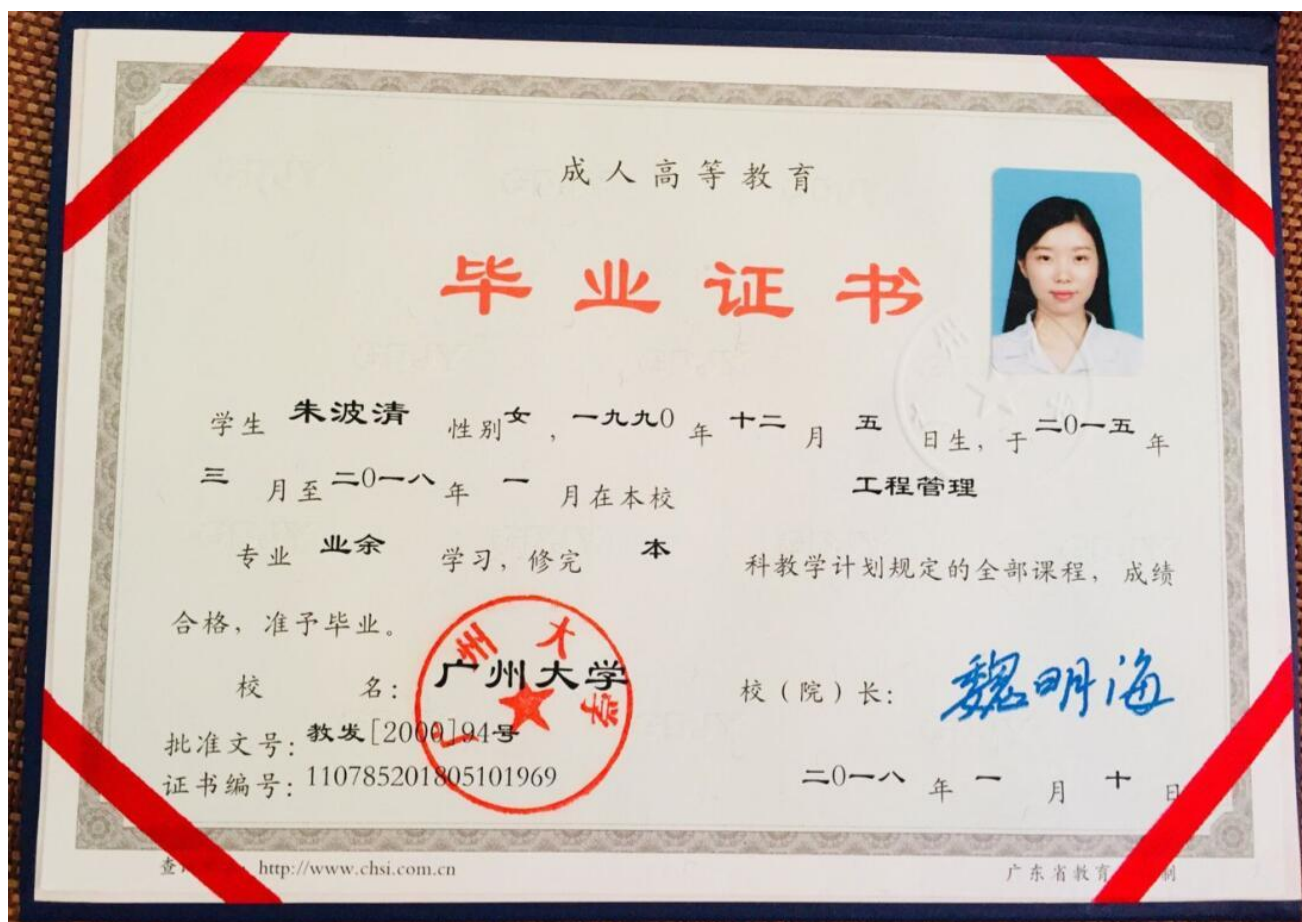 成人高等教育
毕业证书
学生 朱波清 性别 女 , 一九九0 年 十二 月 五 日生, 于 二0一五 年
三 月至 二0一八 年 一 月在本校 工程管理
专业 业余 学习, 修完 本 科教学计划规定的全部课程, 成绩
合格, 准予毕业。
校 名: 广州大学 校（院）长: 魏明海
批准文号: 教发[2000]94号
证书编号: 110785201805101969 二0一八 年 一 月 十 日
查 http://www.chsi.com.cn 广东省教育 制
广州大学